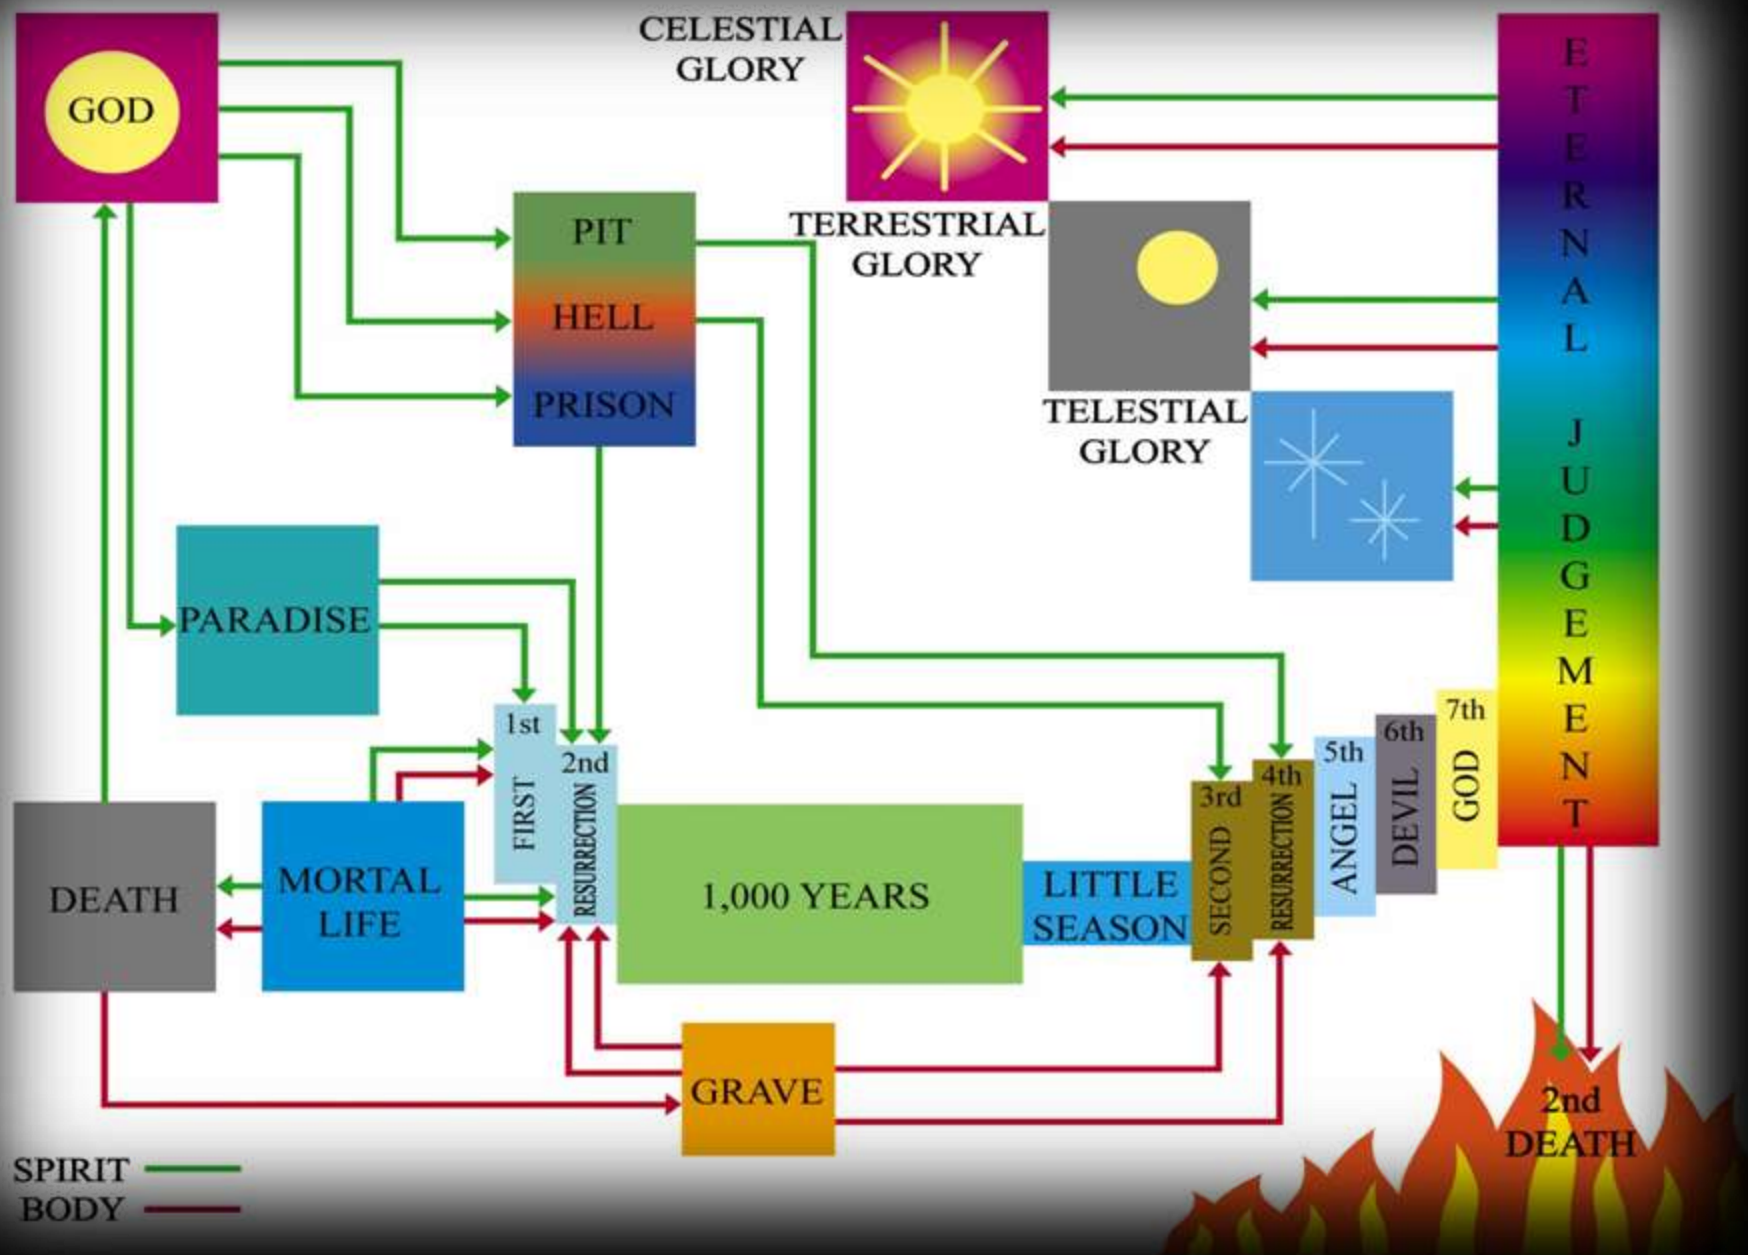 GOD
CELESTIAL
GLORY
TERRESTRIAL
GLORY
TELESTIAL
GLORY
PIT
HELL
PRISON
PARADISE
DEATH
MORTAL
LIFE
1st
FIRST
2nd
RESURRECTION
1,000 YEARS
LITTLE
SEASON
3rd
SECOND
4th
RESURRECTION
5th
ANGEL
6th
DEVIL
7th
GOD
ETERNAL JUDGEMENT
GRAVE
2nd
DEATH
SPIRIT
BODY